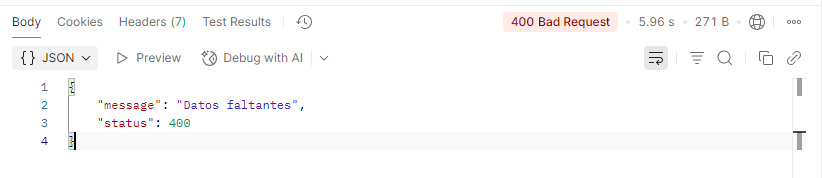 Body Cookies Headers (7) Test Results 400 Bad Request • 5.96 s • 271 B
{} JSON Preview Debug with AI
1 {
2 "message": "Datos faltantes",
3 "status": 400
4 }